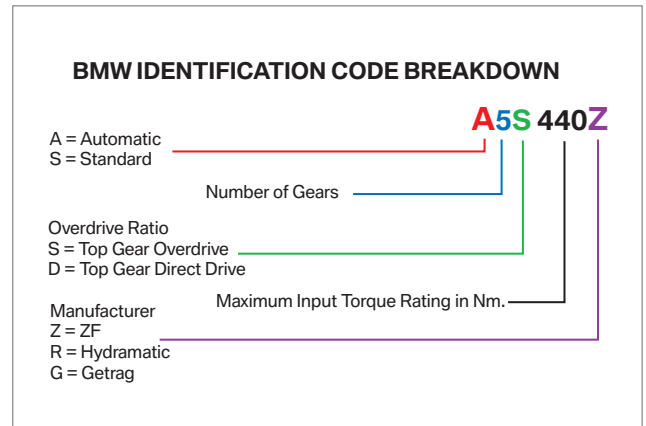 BMW IDENTIFICATION CODE BREAKDOWN
A5S 440Z
A = Automatic
S = Standard
Number of Gears
Overdrive Ratio
S = Top Gear Overdrive
D = Top Gear Direct Drive
Maximum Input Torque Rating in Nm.
Manufacturer
Z = ZF
R = Hydramatic
G = Getrag